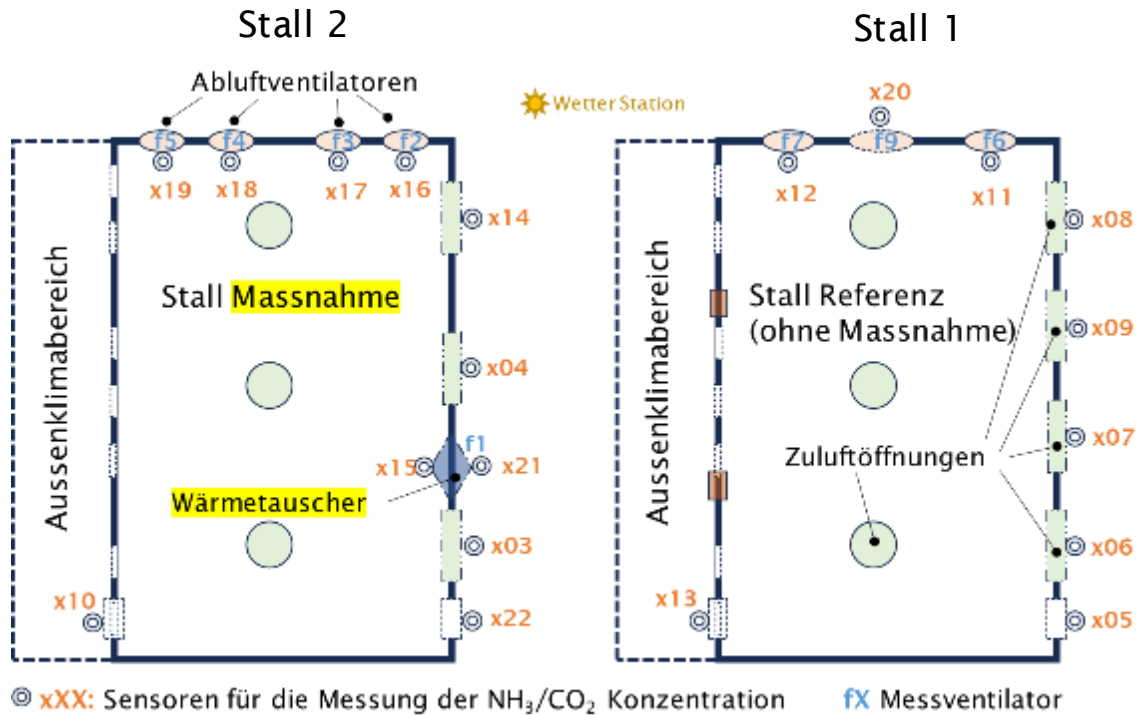 Stall 2
Stall 1
Abluftventilatoren
Wetter Station
x20
f5
f4
f3
f2
f7
f9
f6
x19
x18
x17
x16
x12
x11
x14
x08
Aussenklimabereich
Aussenklimabereich
Stall Massnahme
Stall Referenz
(ohne Massnahme)
x09
x04
x07
f1
x15
x21
Zuluftöffnungen
Wärmetauscher
x03
x06
x10
x22
x13
x05
xXX: Sensoren für die Messung der NH₃/CO₂ Konzentration
fX Messventilator